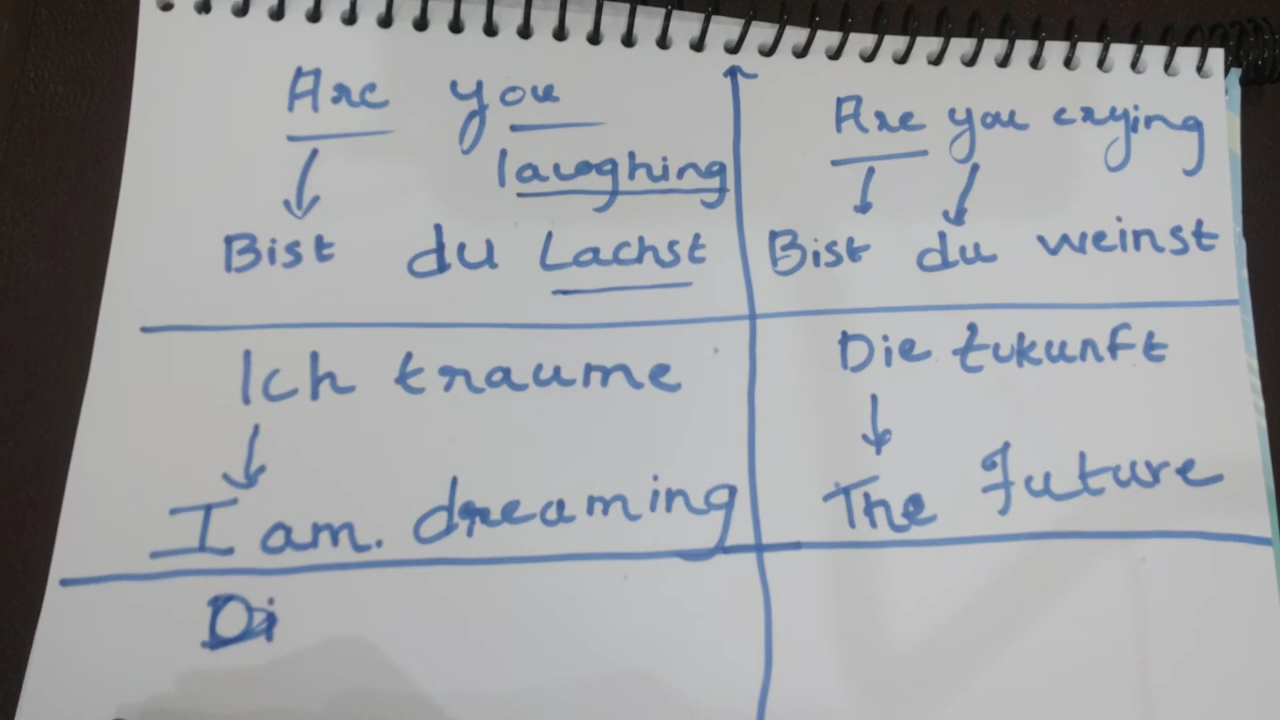 Are you
laughing
Bist du Lachst
Are you crying
Bist du weinst
Ich traume
I am. dreaming
Die zukunft
The Future
Di